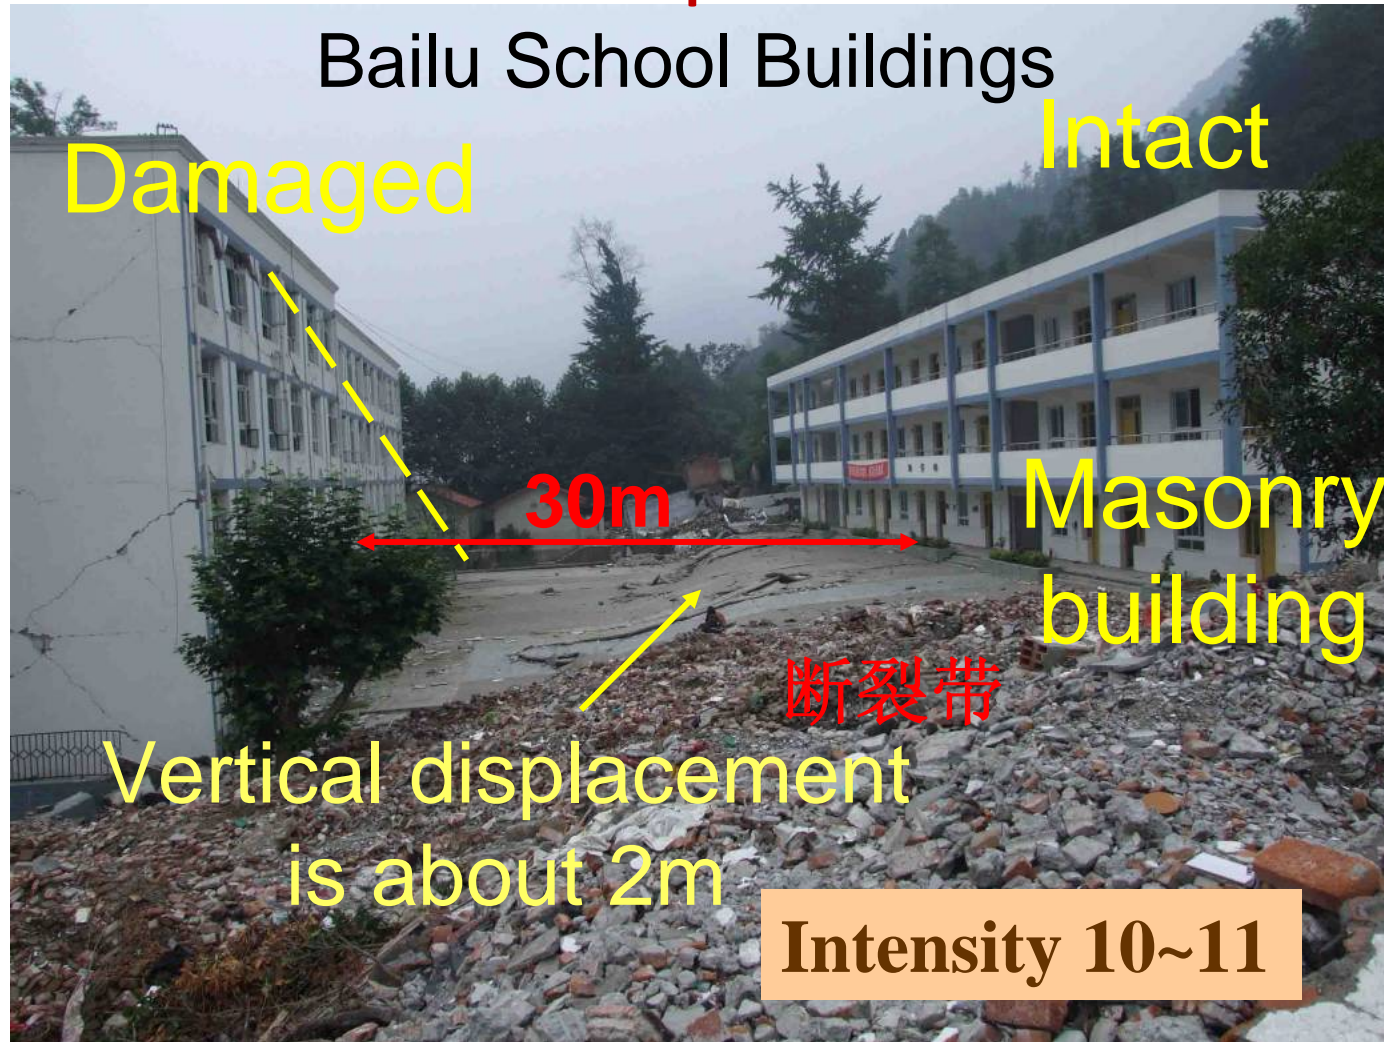 Bailu School Buildings
Intact
Damaged
30m
Masonry
building
断裂带
Vertical displacement
is about 2m
Intensity 10~11